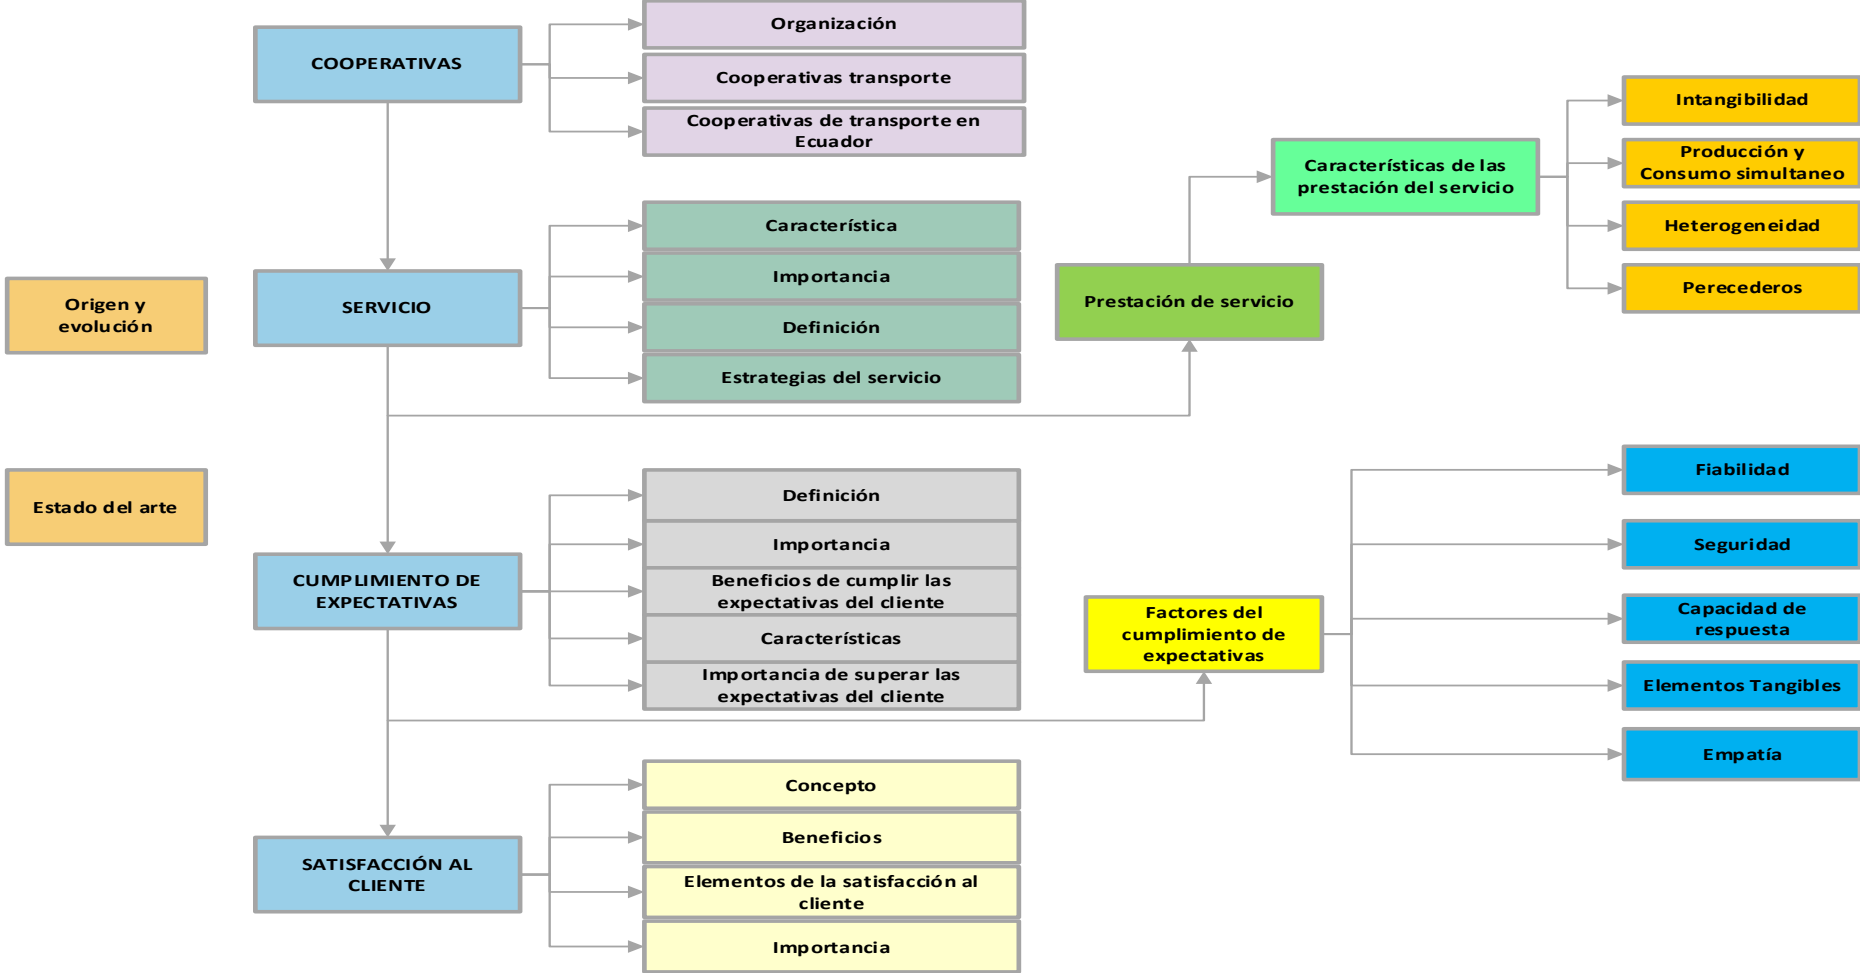 Origen y
evolución
Estado del arte
COOPERATIVAS
Organización
Cooperativas transporte
Cooperativas de transporte en
Ecuador
SERVICIO
Característica
Importancia
Definición
Estrategias del servicio
Prestación de servicio
Características de las
prestación del servicio
Intangibilidad
Producción y
Consumo simultaneo
Heterogeneidad
Perecederos
CUMPLIMIENTO DE
EXPECTATIVAS
Definición
Importancia
Beneficios de cumplir las
expectativas del cliente
Características
Importancia de superar las
expectativas del cliente
Factores del
cumplimiento de
expectativas
Fiabilidad
Seguridad
Capacidad de
respuesta
Elementos Tangibles
Empatía
SATISFACCIÓN AL
CLIENTE
Concepto
Beneficios
Elementos de la satisfacción al
cliente
Importancia